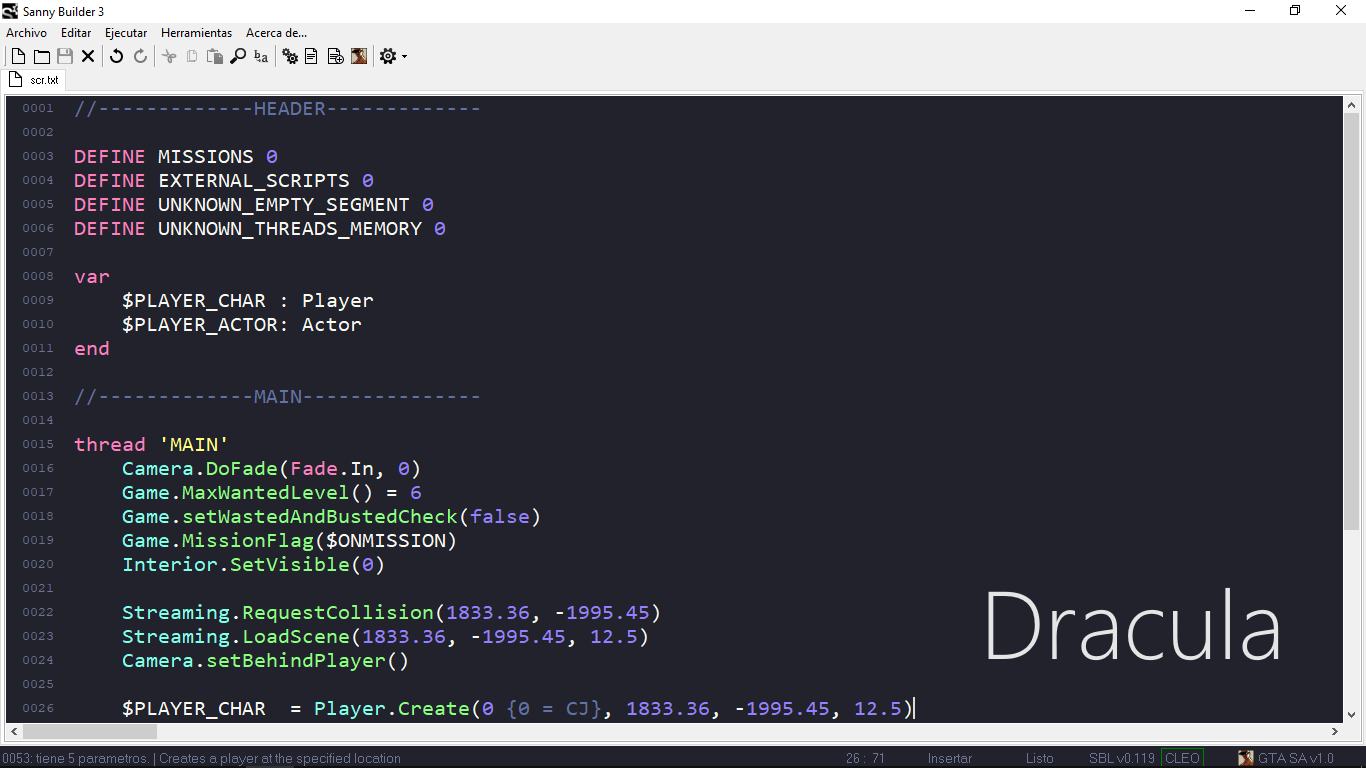 Sanny Builder 3
Archivo Editar Ejecutar Herramientas Acerca de...
scr.txt
0001 //-------------HEADER-------------
0002
0003 DEFINE MISSIONS 0
0004 DEFINE EXTERNAL_SCRIPTS 0
0005 DEFINE UNKNOWN_EMPTY_SEGMENT 0
0006 DEFINE UNKNOWN_THREADS_MEMORY 0
0007
0008 var
0009     $PLAYER_CHAR : Player
0010     $PLAYER_ACTOR: Actor
0011 end
0012
0013 //-------------MAIN---------------
0014
0015 thread 'MAIN'
0016     Camera.DoFade(Fade.In, 0)
0017     Game.MaxWantedLevel() = 6
0018     Game.setWastedAndBustedCheck(false)
0019     Game.MissionFlag($ONMISSION)
0020     Interior.SetVisible(0)
0021
0022     Streaming.RequestCollision(1833.36, -1995.45)
0023     Streaming.LoadScene(1833.36, -1995.45, 12.5)
0024     Camera.setBehindPlayer()
0025
0026     $PLAYER_CHAR  = Player.Create(0 {0 = CJ}, 1833.36, -1995.45, 12.5)
Dracula
0053: tiene 5 parametros. | Creates a player at the specified location 26 : 71 Insertar Listo SBL v0.119 CLEO GTA SA v1.0